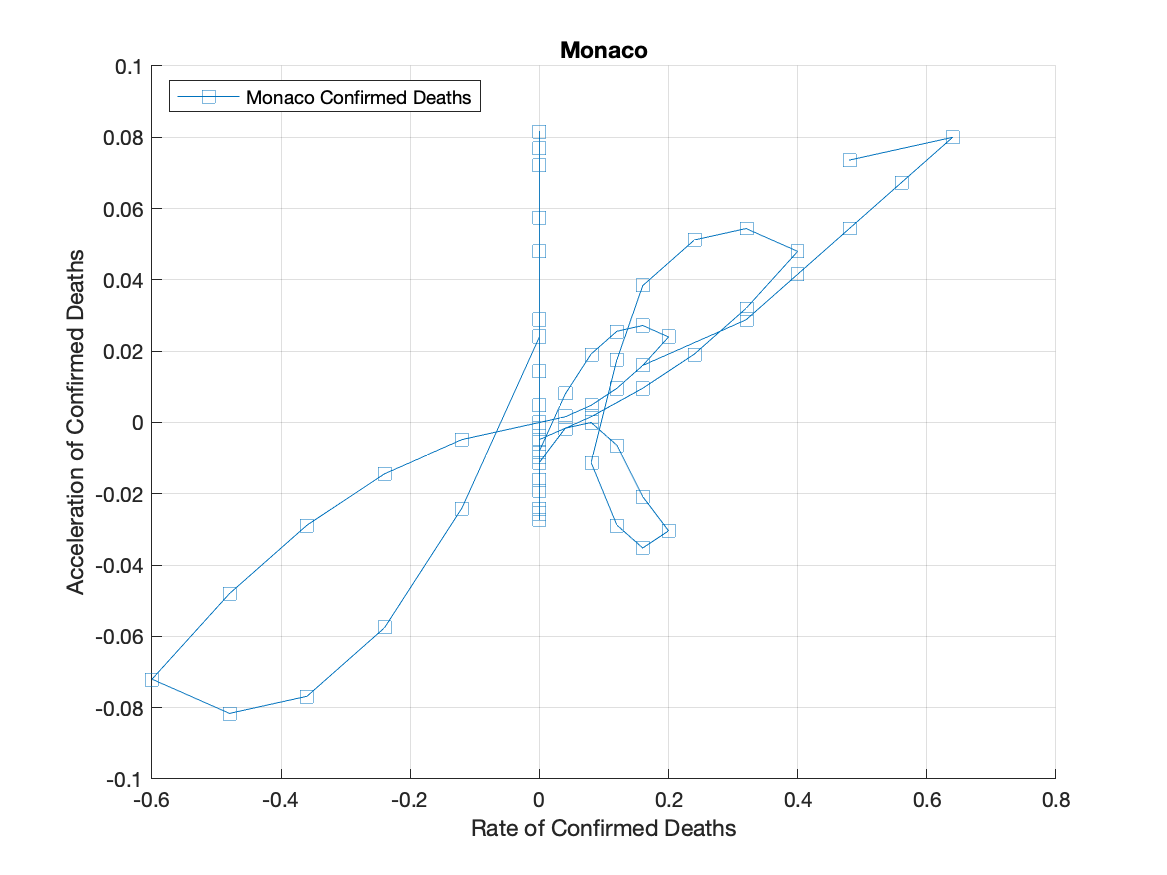 Monaco
Monaco Confirmed Deaths
0.1
0.08
0.06
0.04
0.02
0
-0.02
-0.04
-0.06
-0.08
-0.1
Acceleration of Confirmed Deaths
-0.6 -0.4 -0.2 0 0.2 0.4 0.6 0.8
Rate of Confirmed Deaths